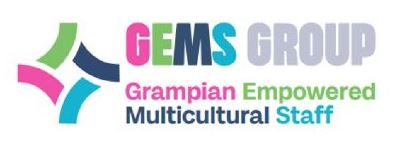 GEMS GROUP
Grampian Empowered
Multicultural Staff